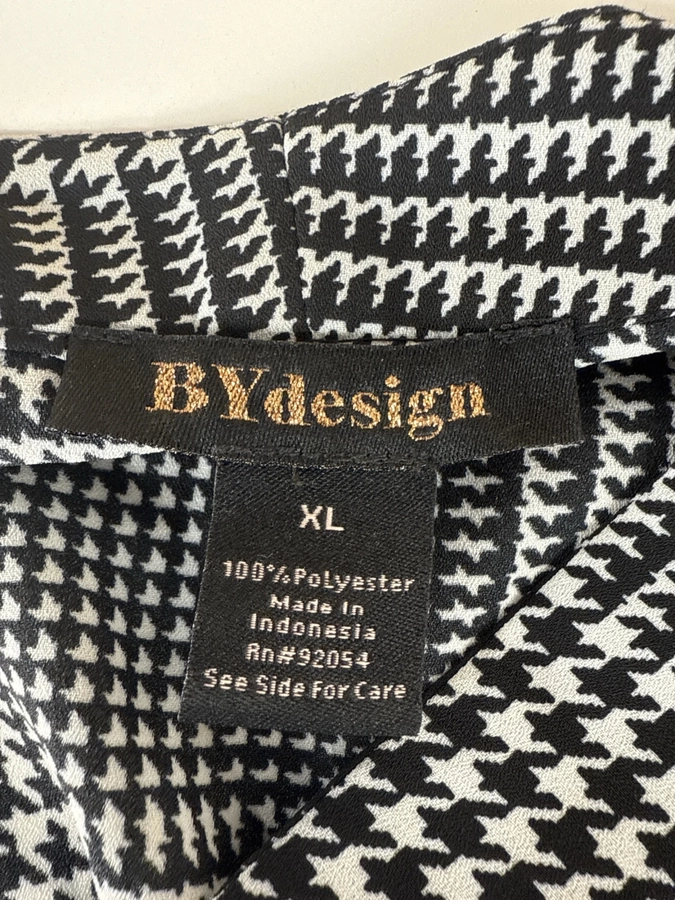 BYdesign
XL
100% PoLyester
Made In
Indonesia
Rn#92054
See Side For Care